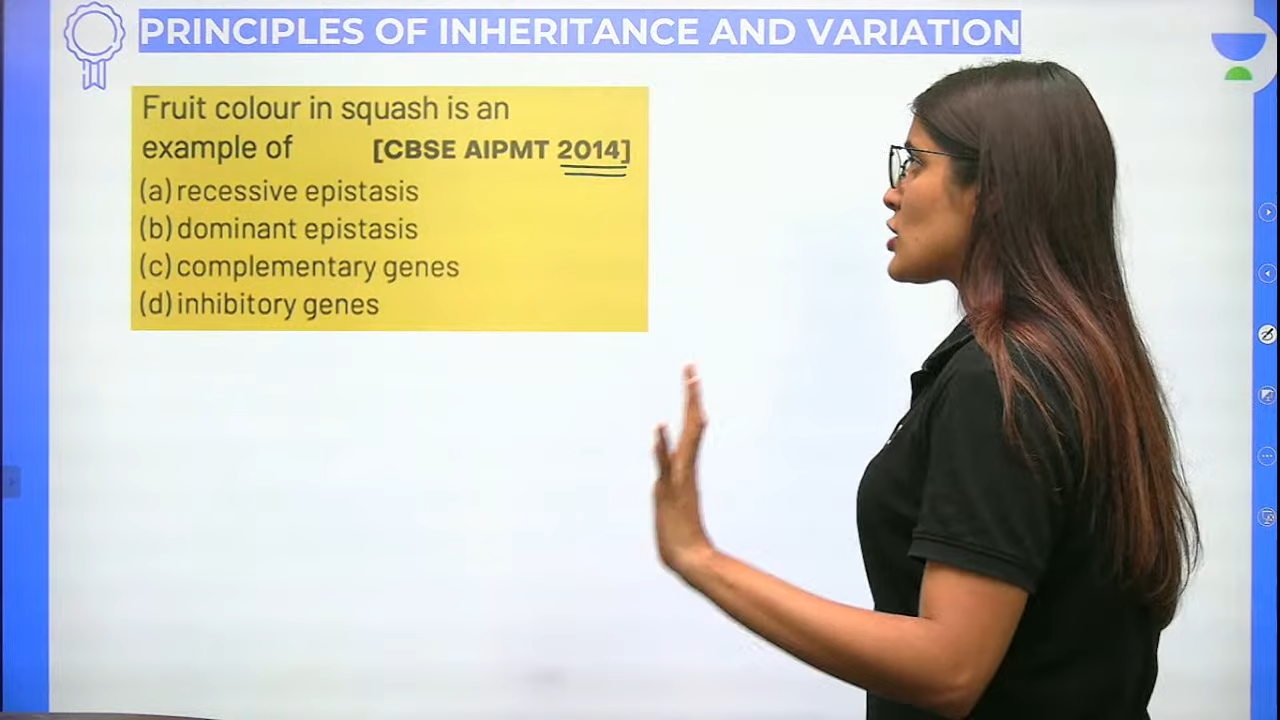 PRINCIPLES OF INHERITANCE AND VARIATION
Fruit colour in squash is an
example of [CBSE AIPMT 2014]
(a) recessive epistasis
(b) dominant epistasis
(c) complementary genes
(d) inhibitory genes